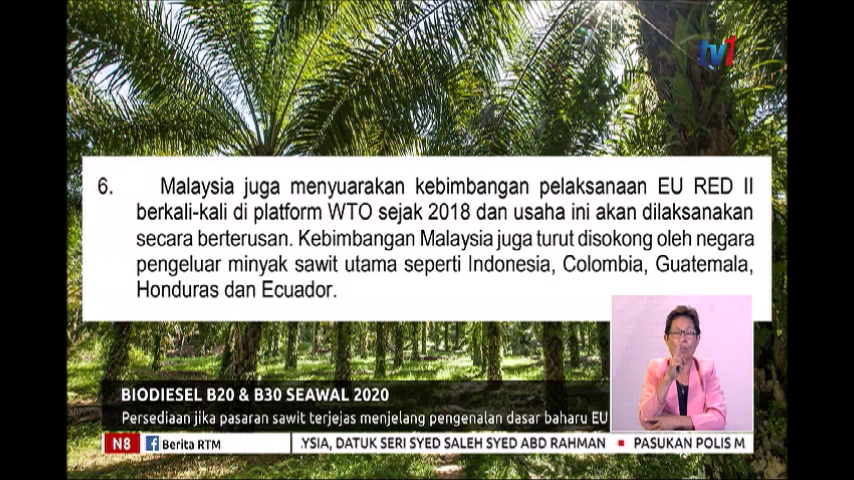 tv1
6. Malaysia juga menyuarakan kebimbangan pelaksanaan EU RED II
berkali-kali di platform WTO sejak 2018 dan usaha ini akan dilaksanakan
secara berterusan. Kebimbangan Malaysia juga turut disokong oleh negara
pengeluar minyak sawit utama seperti Indonesia, Colombia, Guatemala,
Honduras dan Ecuador.
BIODIESEL B20 & B30 SEAWAL 2020
Persediaan jika pasaran sawit terjejas menjelang pengenalan dasar baharu EU
N8 Berita RTM YSIA, DATUK SERI SYED SALEH SYED ABD RAHMAN ■ PASUKAN POLIS M